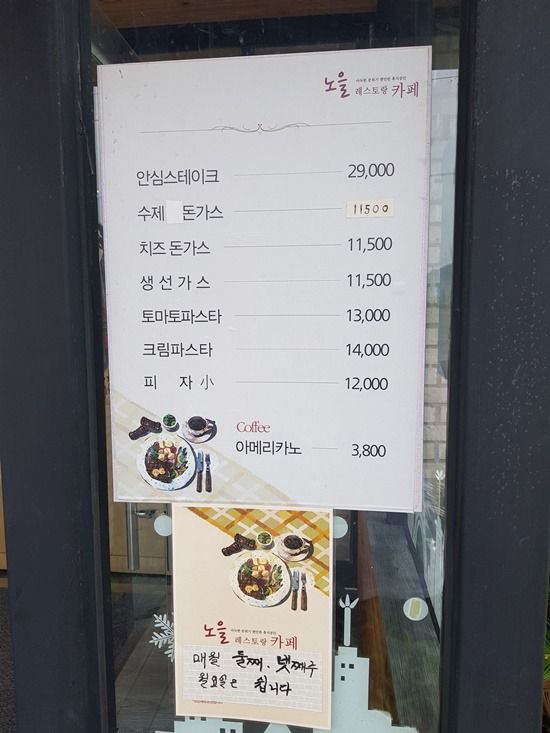 노을 레스토랑 카페
안심스테이크 29,000
수제 돈가스 11500
치즈 돈가스 11,500
생선가스 11,500
토마토파스타 13,000
크림파스타 14,000
피 자 小 12,000
Coffee
아메리카노 3,800
노을 레스토랑 카페
매월 둘째. 넷째주
월요일은 쉽니다